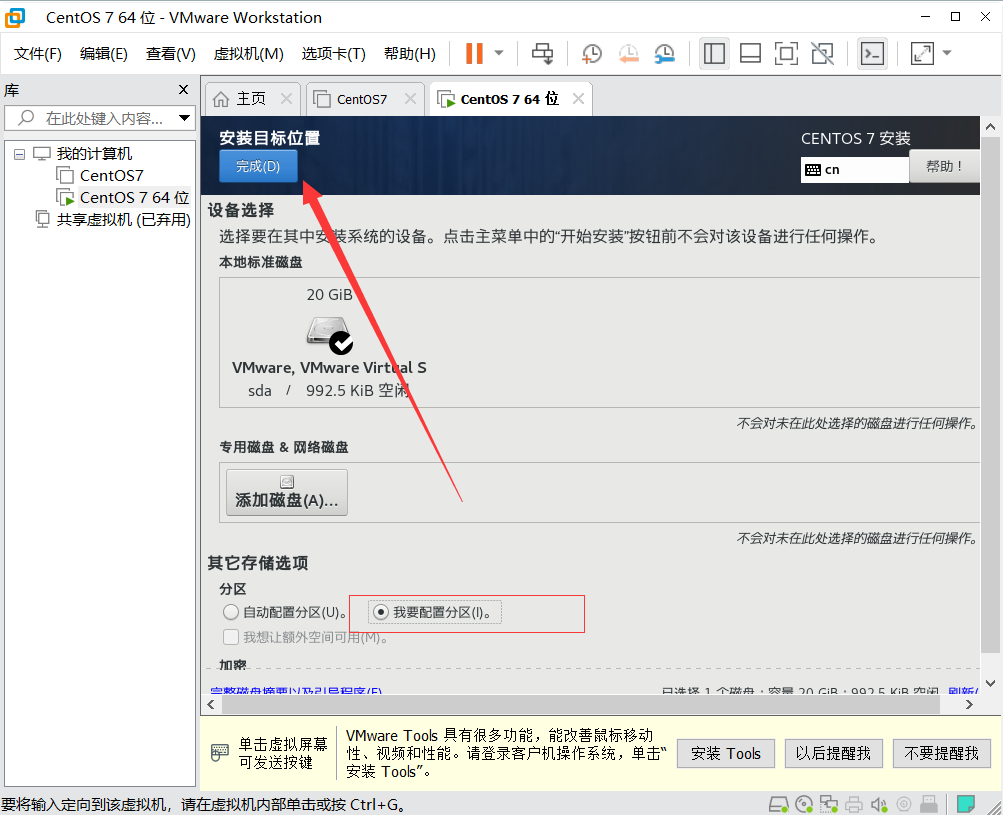 CentOS 7 64 位 - VMware Workstation
文件(F) 编辑(E) 查看(V) 虚拟机(M) 选项卡(T) 帮助(H)
库
在此处键入内容...
我的计算机
CentOS7
CentOS 7 64 位
共享虚拟机 (已弃用)
主页 CentOS7 CentOS 7 64 位
安装目标位置
完成(D)
CENTOS 7 安装
cn
帮助！
设备选择
选择要在其中安装系统的设备。点击主菜单中的“开始安装”按钮前不会对该设备进行任何操作。
本地标准磁盘
20 GiB
VMware, VMware Virtual S
sda / 992.5 KiB 空闲
不会对未在此处选择的磁盘进行任何操作。
专用磁盘 & 网络磁盘
添加磁盘(A)...
不会对未在此处选择的磁盘进行任何操作。
其它存储选项
分区
自动配置分区(U)。 我要配置分区(I)。
我想让额外空间可用(M)。
加密
完整磁盘摘要以及引导程序(F)
已选择 1 个磁盘；容量 20 GiB；992.5 KiB 空闲 刷新(
单击虚拟屏幕
可发送按键
VMware Tools 具有很多功能，能改善鼠标移动
性、视频和性能。请登录客户机操作系统，单击“
安装 Tools”。
安装 Tools 以后提醒我 不要提醒我
要将输入定向到该虚拟机，请在虚拟机内部单击或按 Ctrl+G。